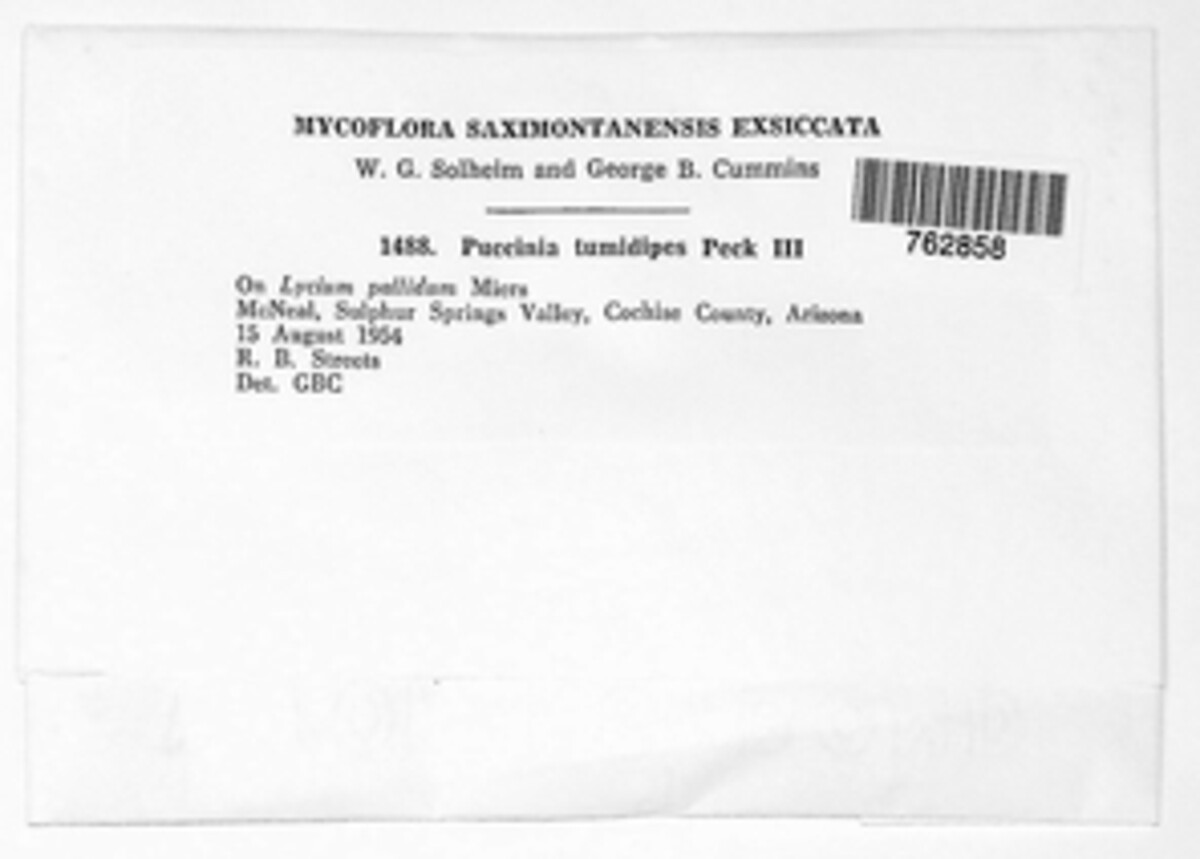 MYCOFLORA SAXIMONTANENSIS EXSICCATA
W. G. Solheim and George B. Cummins
762858
1488. Puccinia tumidipes Peck III
On Lycium pallidum Miers
McNeal, Sulphur Springs Valley, Cochise County, Arizona
15 August 1954
R. B. Streets
Det. GBC